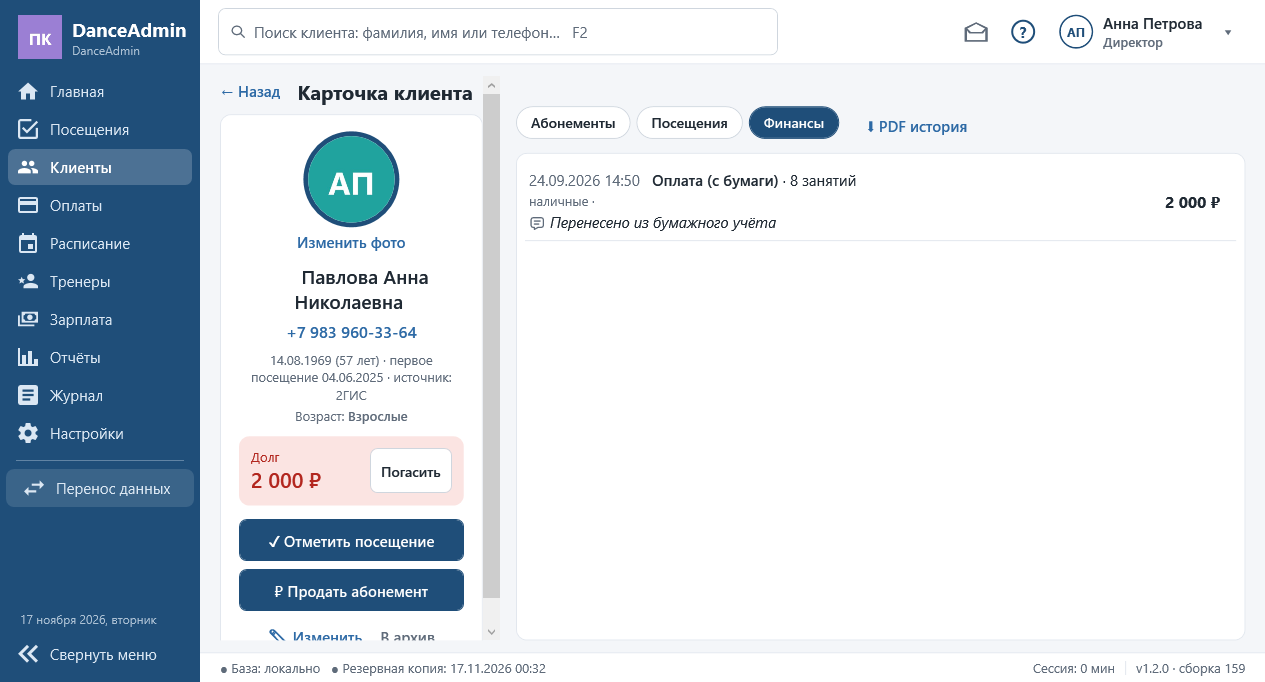 ПК
DanceAdmin
DanceAdmin
Главная
Посещения
Клиенты
Оплаты
Расписание
Тренеры
Зарплата
Отчёты
Журнал
Настройки
Перенос данных
17 ноября 2026, вторник
Свернуть меню
Поиск клиента: фамилия, имя или телефон... F2
?
АП
Анна Петрова
Директор
← Назад
Карточка клиента
АП
Изменить фото
Павлова Анна
Николаевна
+7 983 960-33-64
14.08.1969 (57 лет) · первое
посещение 04.06.2025 · источник:
2ГИС
Возраст: Взрослые
Долг
2 000 ₽
Погасить
✓ Отметить посещение
₽ Продать абонемент
Изменить В архив
Абонементы
Посещения
Финансы
⬇ PDF история
24.09.2026 14:50 Оплата (с бумаги) · 8 занятий
наличные ·
2 000 ₽
Перенесено из бумажного учёта
● База: локально ● Резервная копия: 17.11.2026 00:32
Сессия: 0 мин
v1.2.0 · сборка 159